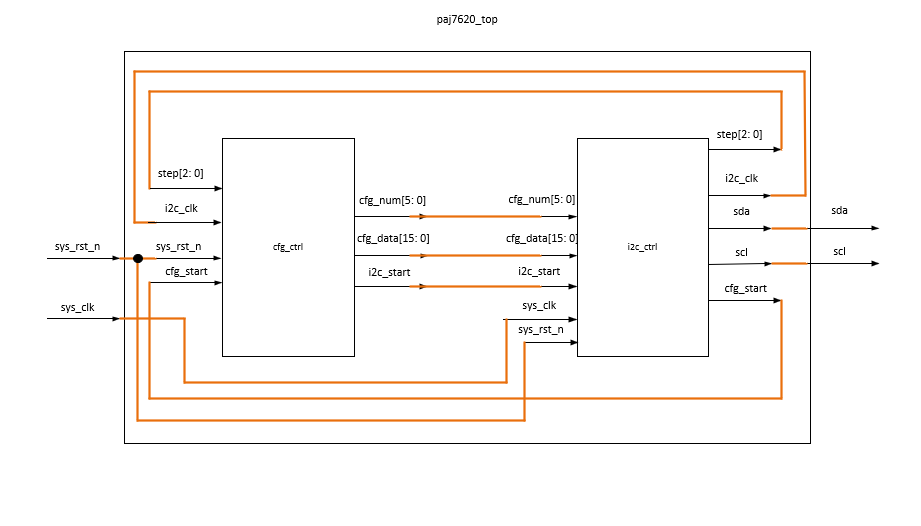 paj7620_top
step[2: 0]
step[2: 0]
i2c_clk
i2c_clk
cfg_num[5: 0]
cfg_num[5: 0]
sda
sda
sys_rst_n
sys_rst_n
cfg_ctrl
cfg_data[15: 0]
cfg_data[15: 0]
i2c_ctrl
scl
scl
cfg_start
i2c_start
i2c_start
cfg_start
sys_clk
sys_clk
sys_rst_n